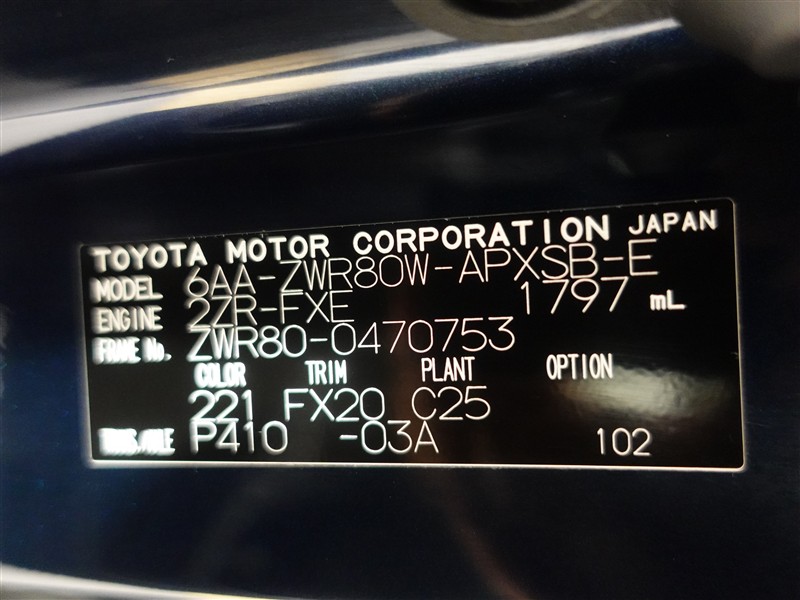 TOYOTA MOTOR CORPORATION JAPAN
MODEL 6AA-ZWR80W-APXSB-E
ENGINE 2ZR-FXE 1797 mL
FRAME No. ZWR80-0470753
COLOR TRIM PLANT OPTION
221 FX20 C25
TRANS/AXLE P410 -03A 102